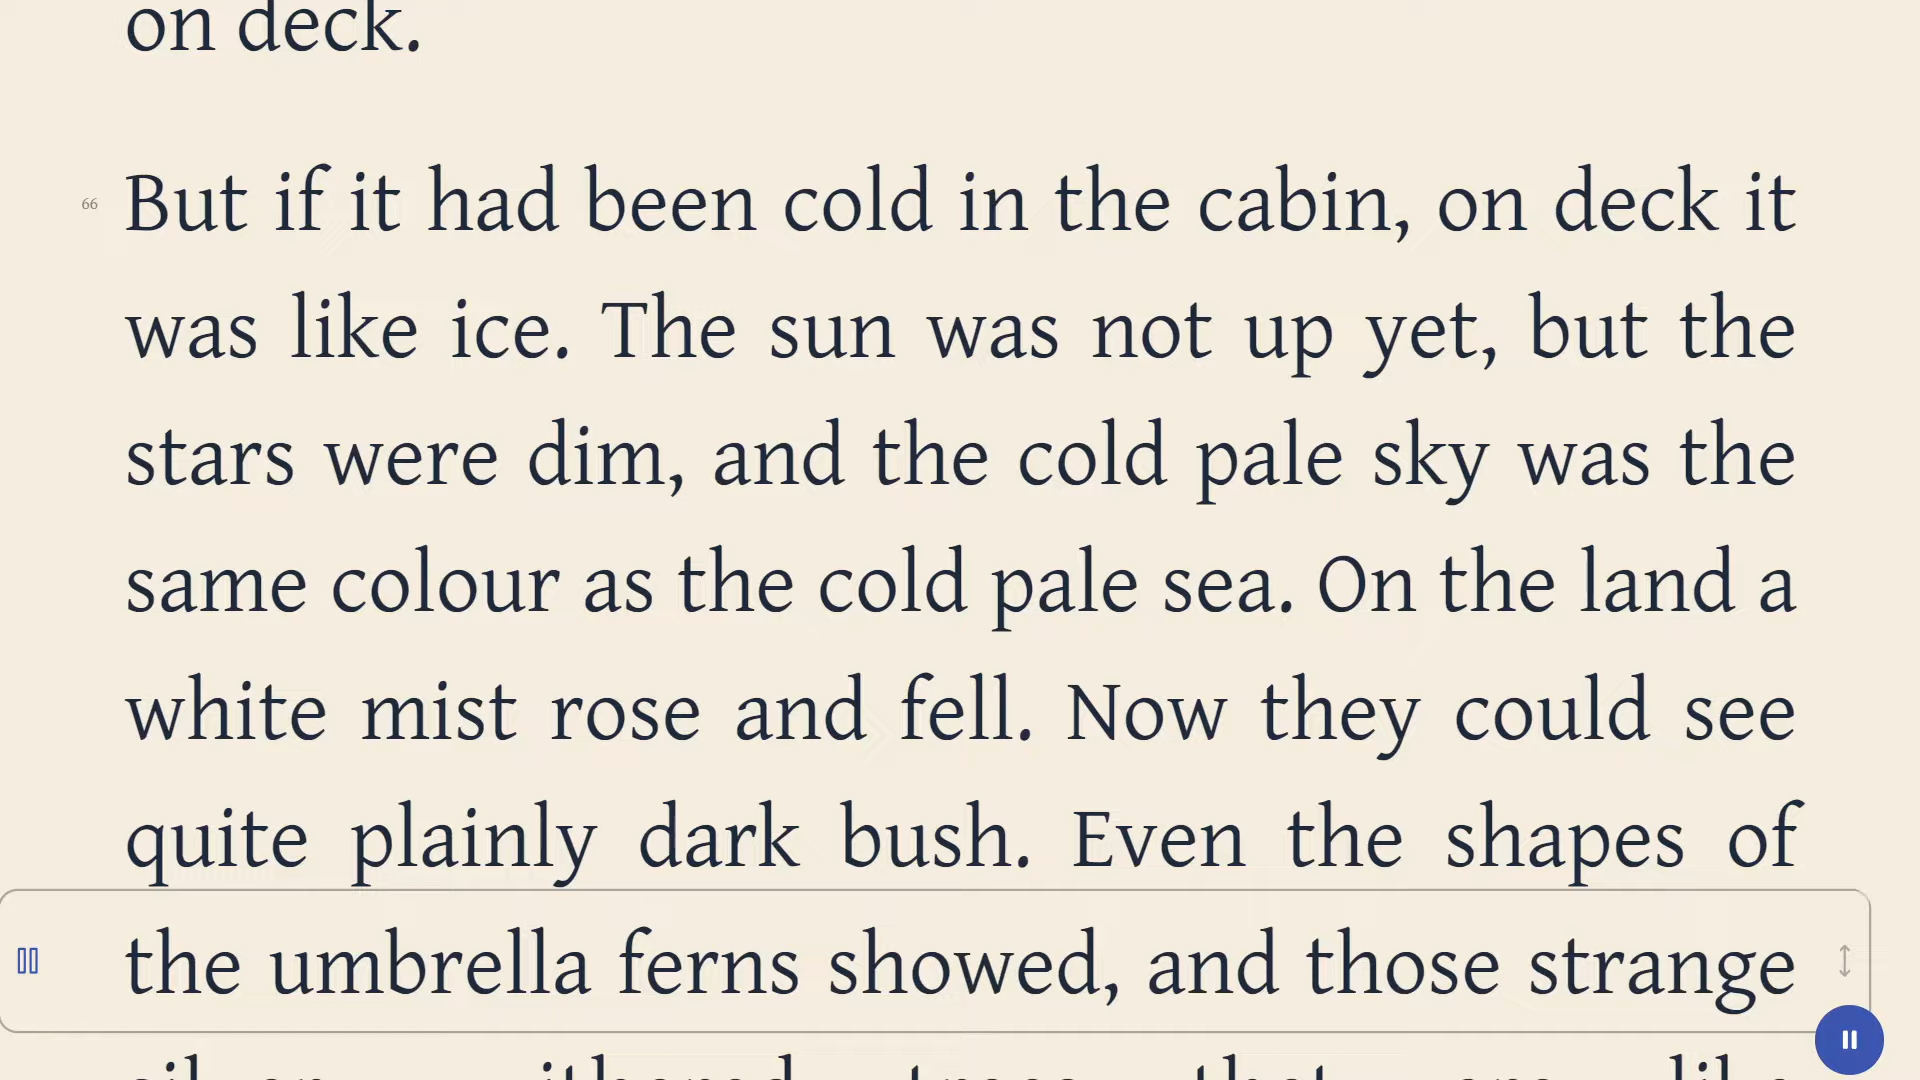 on deck.
66
But if it had been cold in the cabin, on deck it
was like ice. The sun was not up yet, but the
stars were dim, and the cold pale sky was the
same colour as the cold pale sea. On the land a
white mist rose and fell. Now they could see
quite plainly dark bush. Even the shapes of
the umbrella ferns showed, and those strange